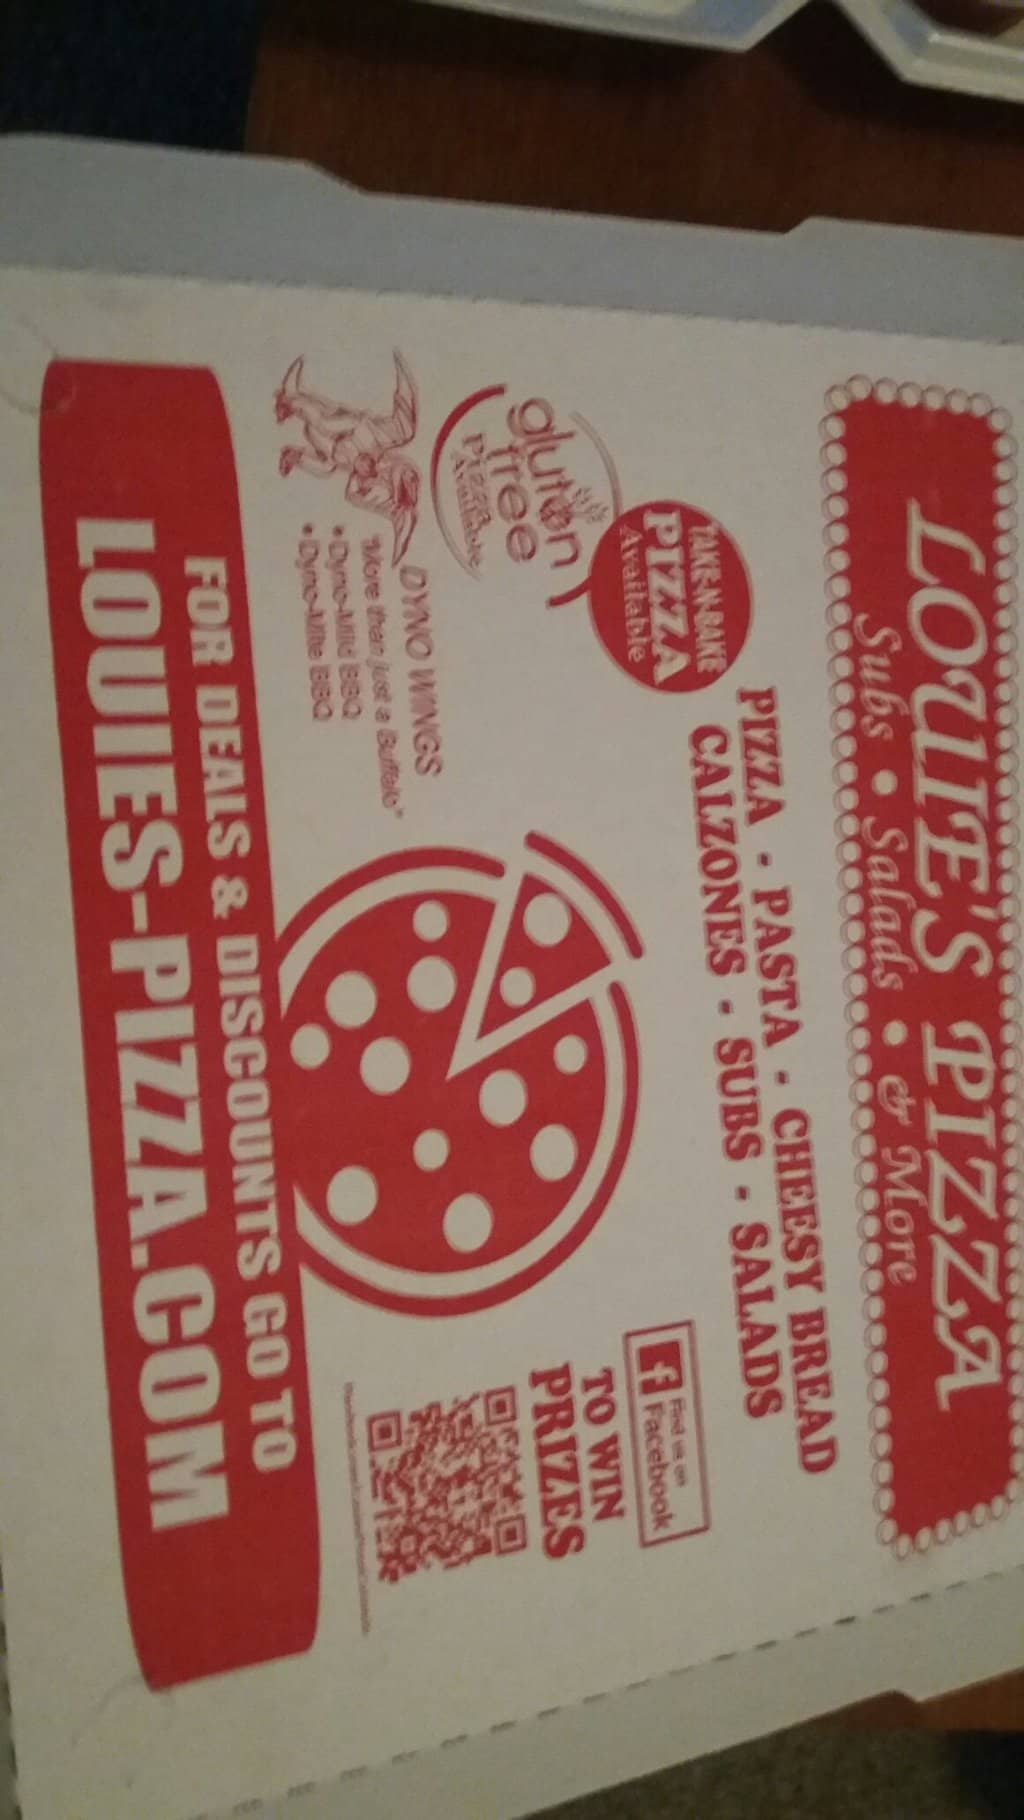 LOUIE'S PIZZA
Subs • Salads • & More
PIZZA - PASTA - CHEESY BREAD
CALZONES - SUBS - SALADS
TAKE-N-BAKE
PIZZA
Available
gluten
free
PIZZA
Available
DYNO WINGS
"More than just a Buffalo"
• Dyno-Mild BBQ
• Dyno-Mite BBQ
Find us on
Facebook
TO WIN
PRIZES
FOR DEALS & DISCOUNTS GO TO
LOUIES-PIZZA.COM